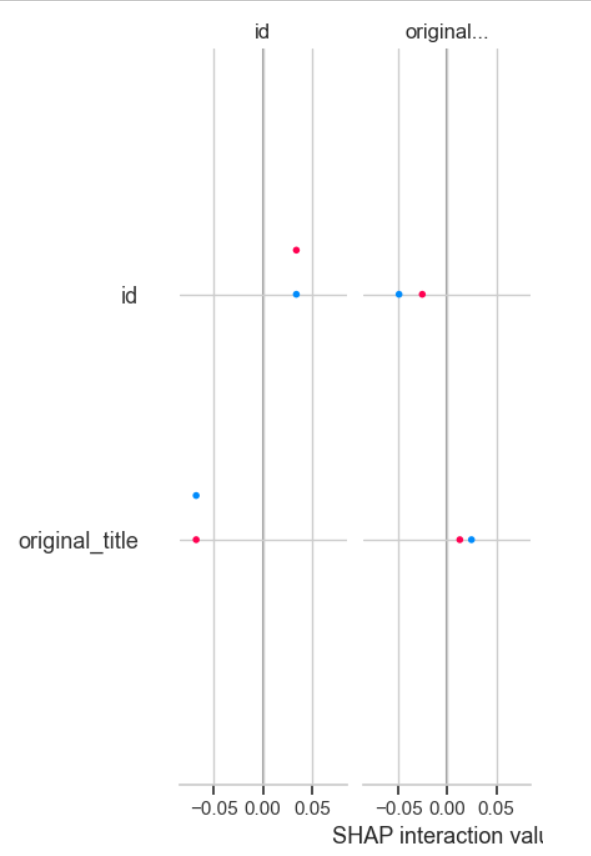 id original...
id
original_title
−0.05 0.00 0.05 −0.05 0.00 0.05
SHAP interaction valu